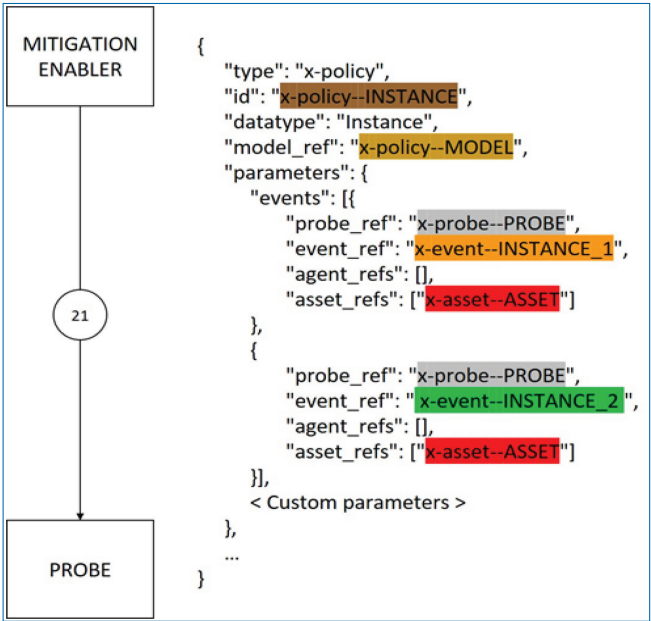 MITIGATION
ENABLER
21
PROBE
{
"type": "x-policy",
"id": "x-policy--INSTANCE",
"datatype": "Instance",
"model_ref": "x-policy--MODEL",
"parameters": {
"events": [{
"probe_ref": "x-probe--PROBE",
"event_ref": "x-event--INSTANCE_1",
"agent_refs": [],
"asset_refs": ["x-asset--ASSET"]
},
{
"probe_ref": "x-probe--PROBE",
"event_ref": " x-event--INSTANCE_2 ",
"agent_refs": [],
"asset_refs": ["x-asset--ASSET"]
}],
< Custom parameters >
},
...
}